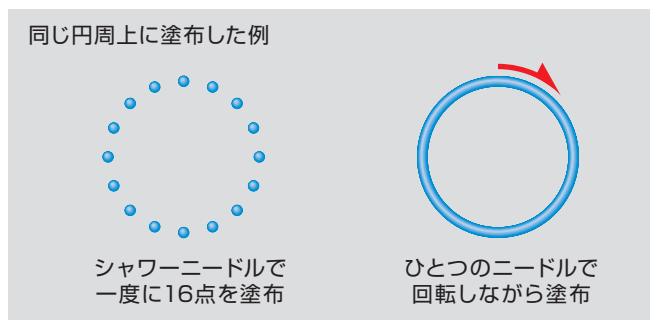 同じ円周上に塗布した例
シャワーニードルで
一度に16点を塗布
ひとつのニードルで
回転しながら塗布